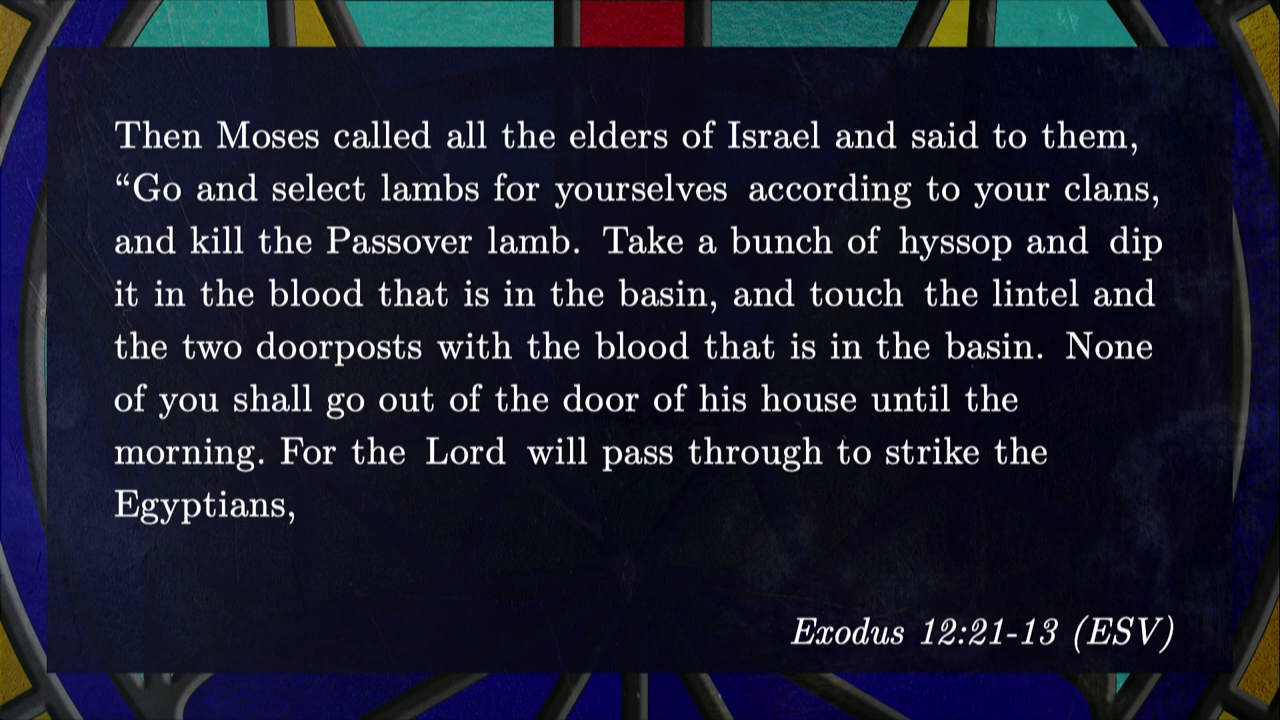 Then Moses called all the elders of Israel and said to them,
“Go and select lambs for yourselves according to your clans,
and kill the Passover lamb. Take a bunch of hyssop and dip
it in the blood that is in the basin, and touch the lintel and
the two doorposts with the blood that is in the basin. None
of you shall go out of the door of his house until the
morning. For the Lord will pass through to strike the
Egyptians,
Exodus 12:21-13 (ESV)